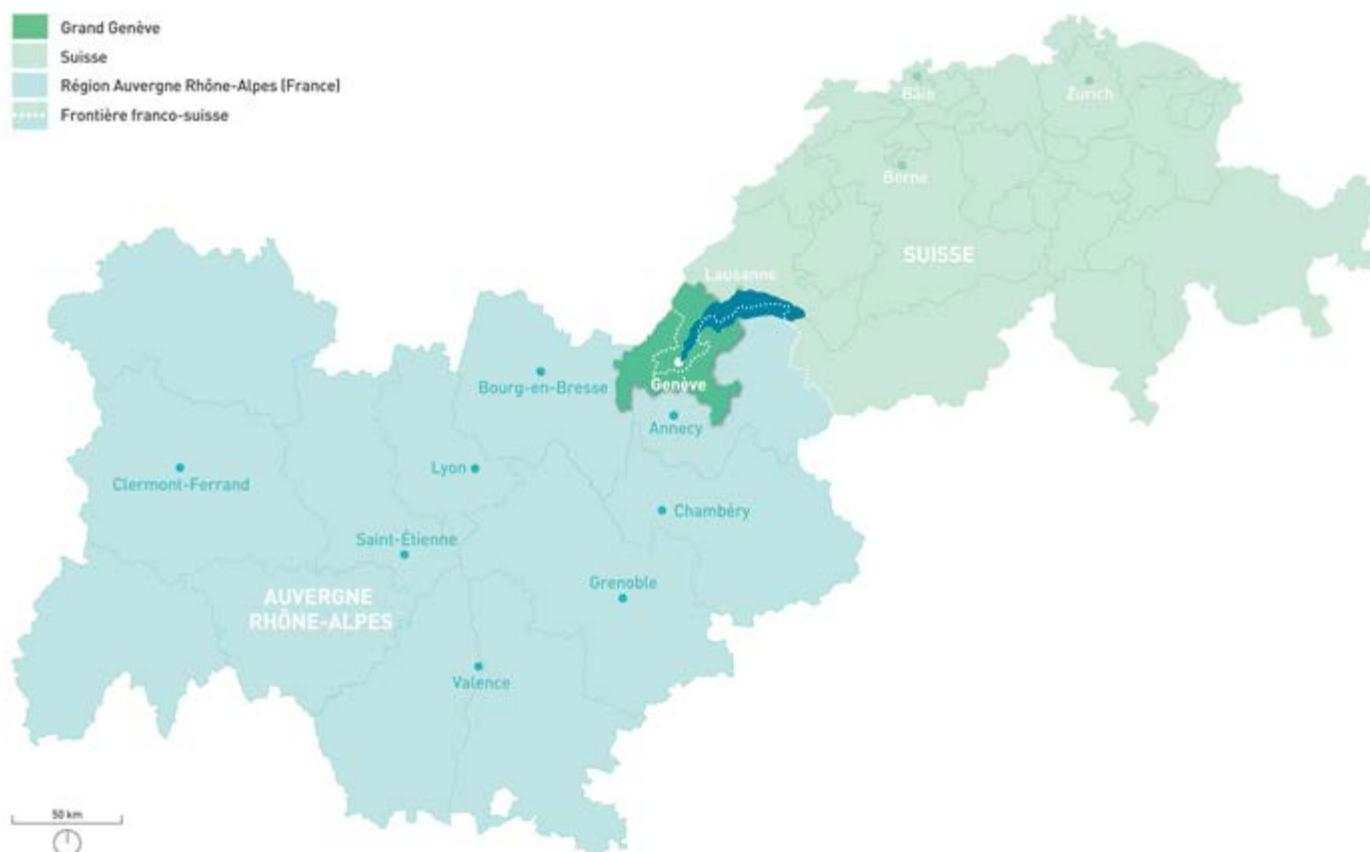 Grand Genève
Suisse
Région Auvergne Rhône-Alpes (France)
Frontière franco-suisse
Bâle
Zurich
Berne
SUISSE
Lausanne
Genève
Bourg-en-Bresse
Annecy
Lyon
Clermont-Ferrand
Chambéry
Saint-Étienne
Grenoble
AUVERGNE
RHÔNE-ALPES
Valence
50 km